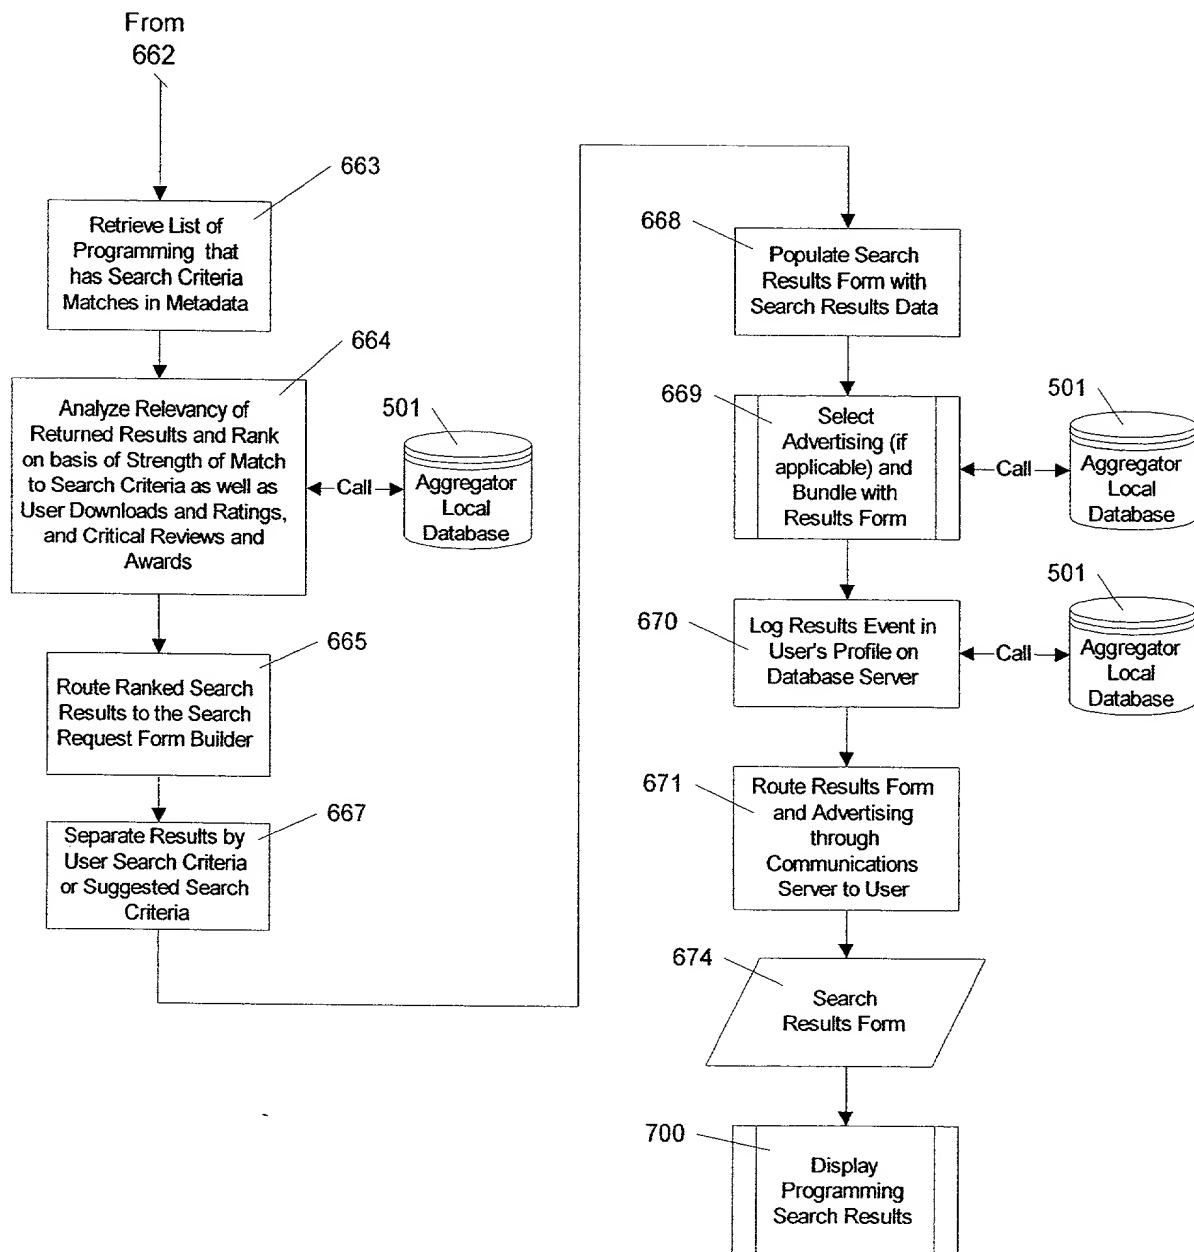 From
662
663
Retrieve List of
Programming that
has Search Criteria
Matches in Metadata
664
Analyze Relevancy of
Returned Results and Rank
on basis of Strength of Match
to Search Criteria as well as
User Downloads and Ratings,
and Critical Reviews and
Awards
Call
501
Aggregator
Local
Database
665
Route Ranked Search
Results to the Search
Request Form Builder
667
Separate Results by
User Search Criteria
or Suggested Search
Criteria
668
Populate Search
Results Form with
Search Results Data
669
Select
Advertising (if
applicable) and
Bundle with
Results Form
Call
501
Aggregator
Local
Database
670
Log Results Event in
User's Profile on
Database Server
Call
501
Aggregator
Local
Database
671
Route Results Form
and Advertising
through
Communications
Server to User
674
Search
Results Form
700
Display
Programming
Search Results